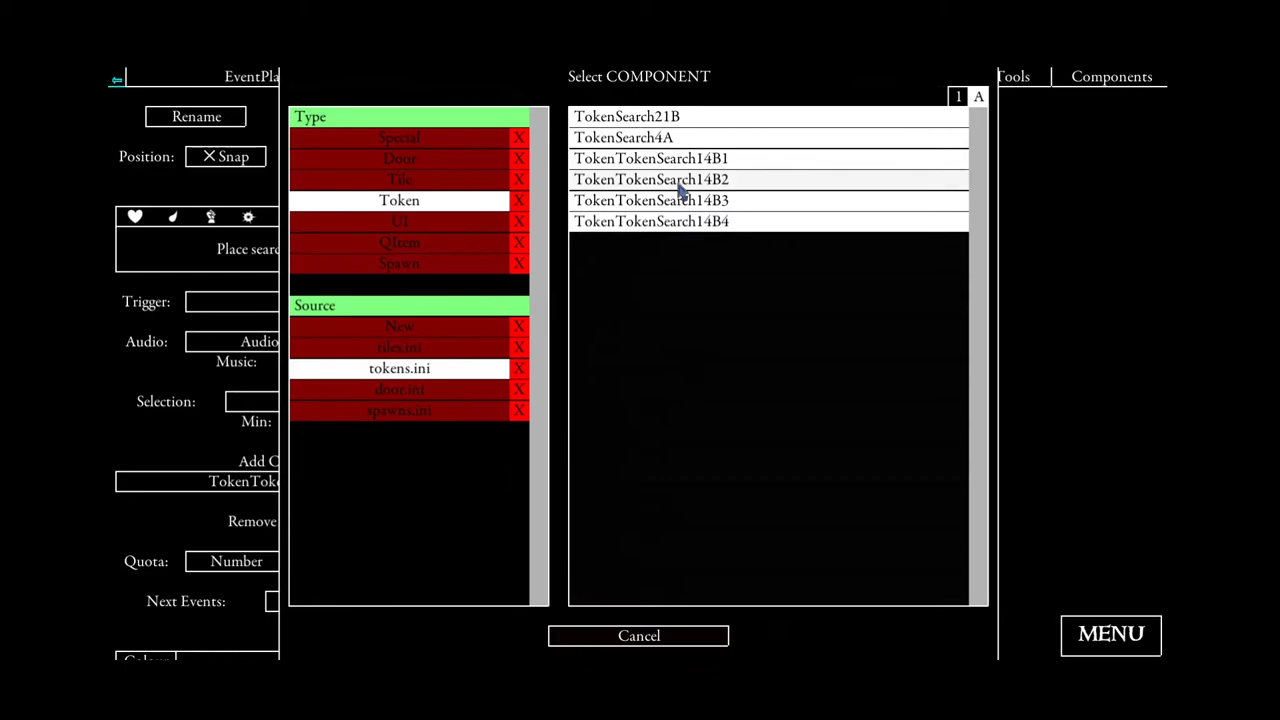 EventPla
Select COMPONENT
Tools
Components
1
A
Rename
Type
TokenSearch21B
Special X
TokenSearch4A
Position: Snap
Door X
TokenTokenSearch14B1
Tile X
TokenTokenSearch14B2
Token
TokenTokenSearch14B3
UI X
TokenTokenSearch14B4
QItem X
Place sear
Spawn X
Trigger:
Source
New X
Audio: Audio
tiles.ini X
Music:
tokens.ini X
door.ini X
Selection:
spawns.ini X
Min:
Add C
TokenToke
Remove
Quota: Number
Next Events:
Cancel
MENU